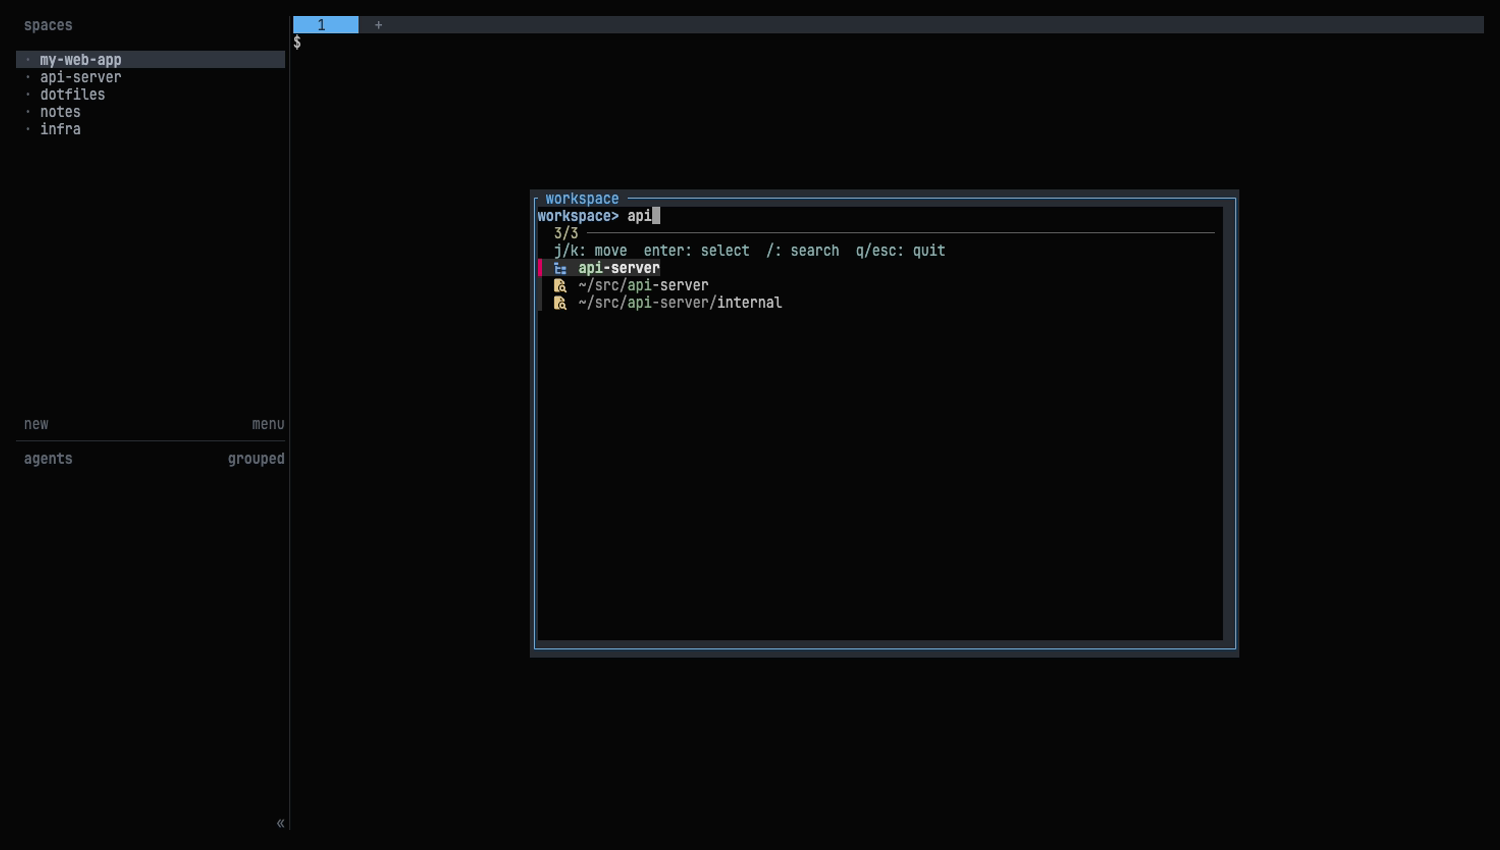 spaces
· my-web-app
· api-server
· dotfiles
· notes
· infra
new menu
agents grouped
«
1 +
$
workspace
workspace> api
3/3
j/k: move enter: select /: search q/esc: quit
api-server
~/src/api-server
~/src/api-server/internal